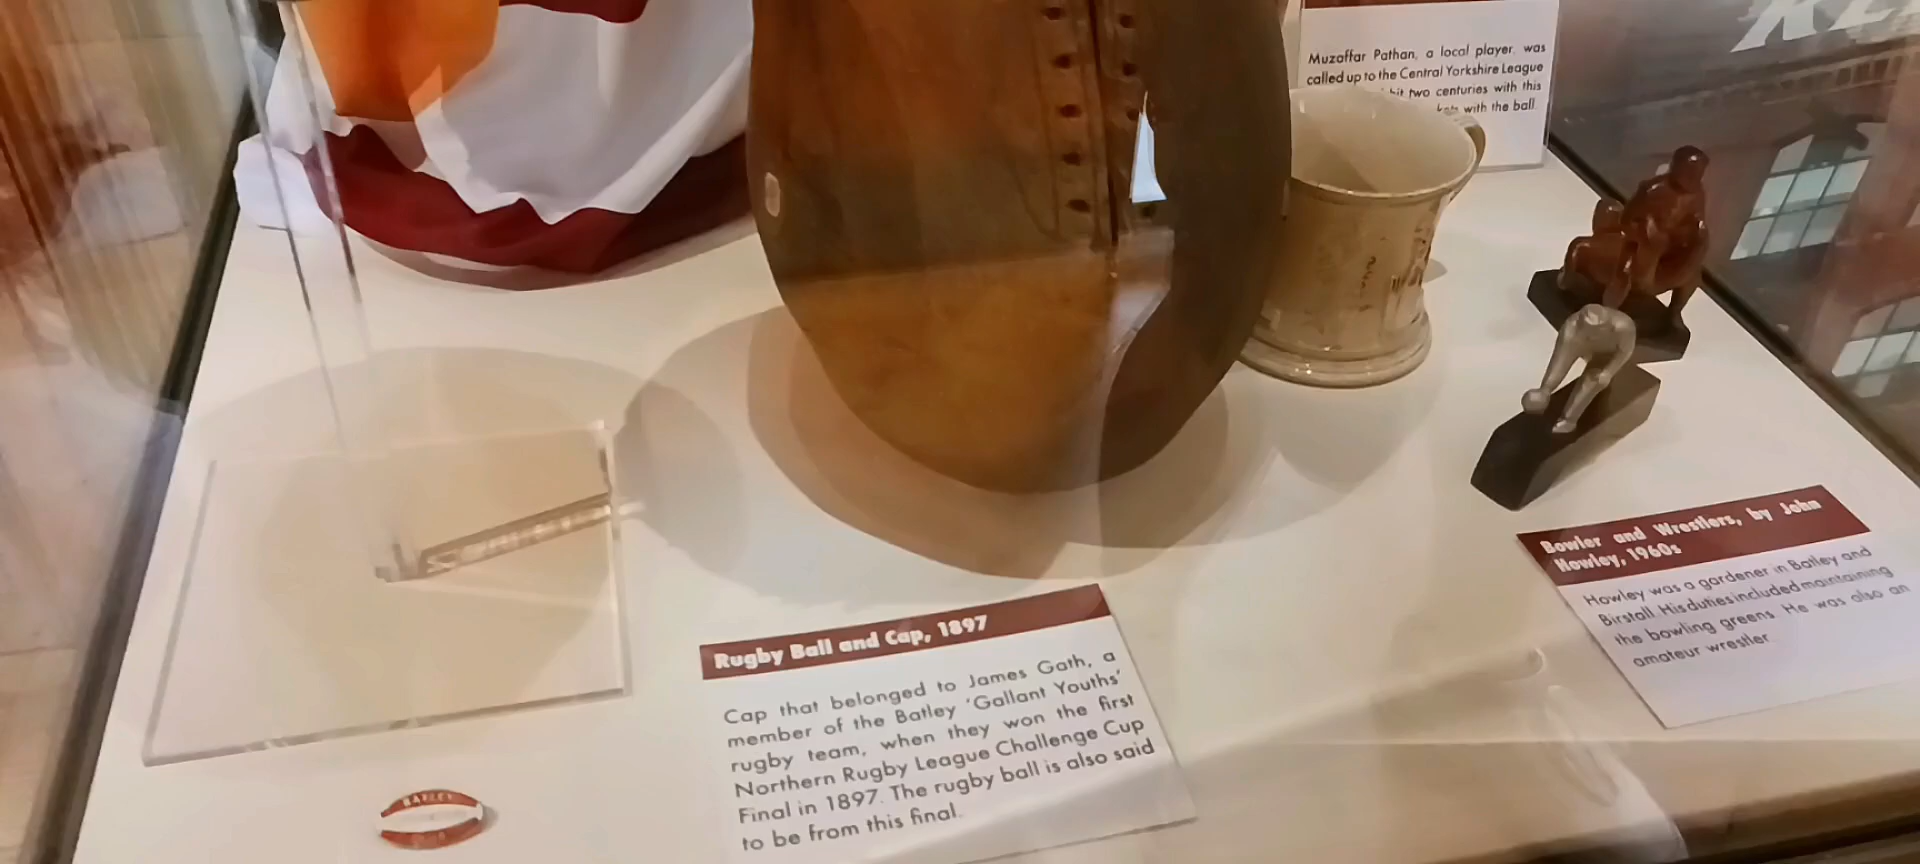 Muzaffar Pathan, a local player, was
called up to the Central Yorkshire League
hit two centuries with this
with the ball.
Bowler and Wrestlers, by John
Howley, 1960s
Howley was a gardener in Batley and
Birstall. His duties included maintaining
the bowling greens. He was also an
amateur wrestler.
Rugby Ball and Cap, 1897
Cap that belonged to James Gath, a
member of the Batley 'Gallant Youths'
rugby team, when they won the first
Northern Rugby League Challenge Cup
Final in 1897. The rugby ball is also said
to be from this final.
BATLEY